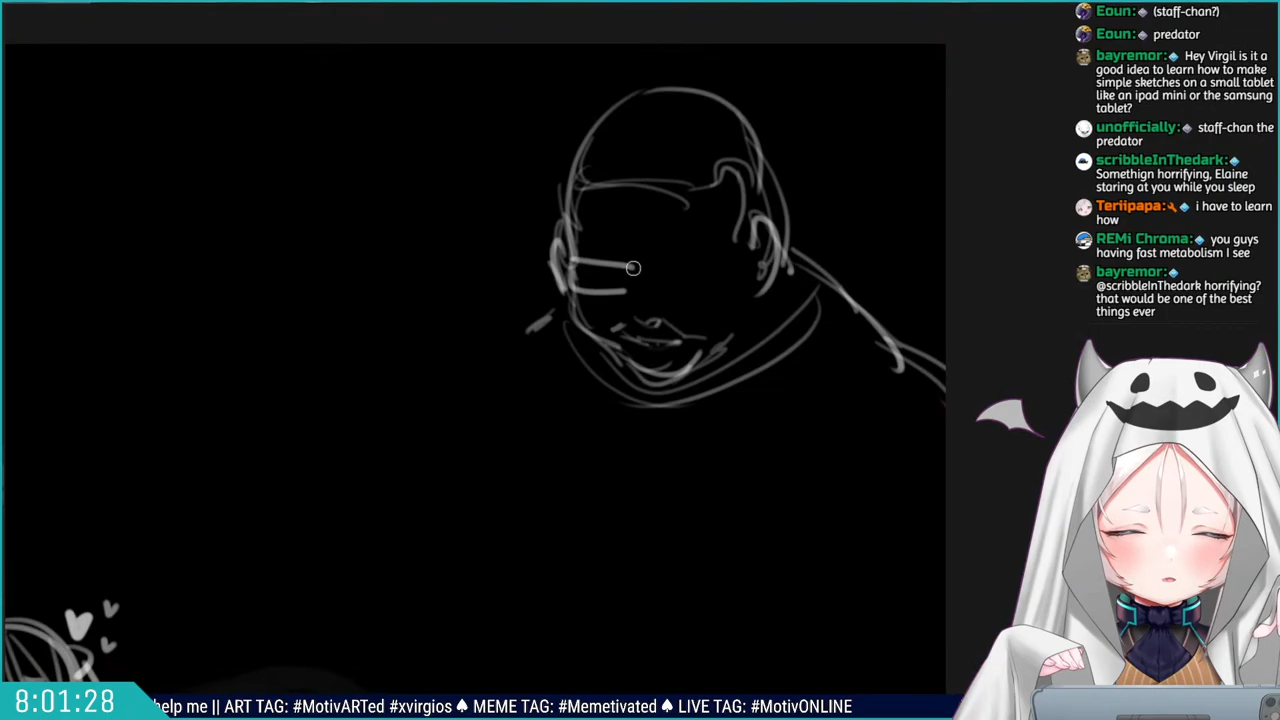 Eoun: (staff-chan?)
Eoun: predator
bayremor: Hey Virgil is it a
good idea to learn how to make
simple sketches on a small tablet
like an ipad mini or the samsung
tablet?
unofficially: staff-chan the
predator
scribbleInThedark:
Somethign horrifying, Elaine
staring at you while you sleep
Teriipapa: i have to learn
how
REMi Chroma: you guys
having fast metabolism I see
bayremor:
@scribbleInThedark horrifying?
that would be one of the best
things ever
8:01:28
help me || ART TAG: #MotivARTed #xvirgios ♠ MEME TAG: #Memetivated ♠ LIVE TAG: #MotivONLINE